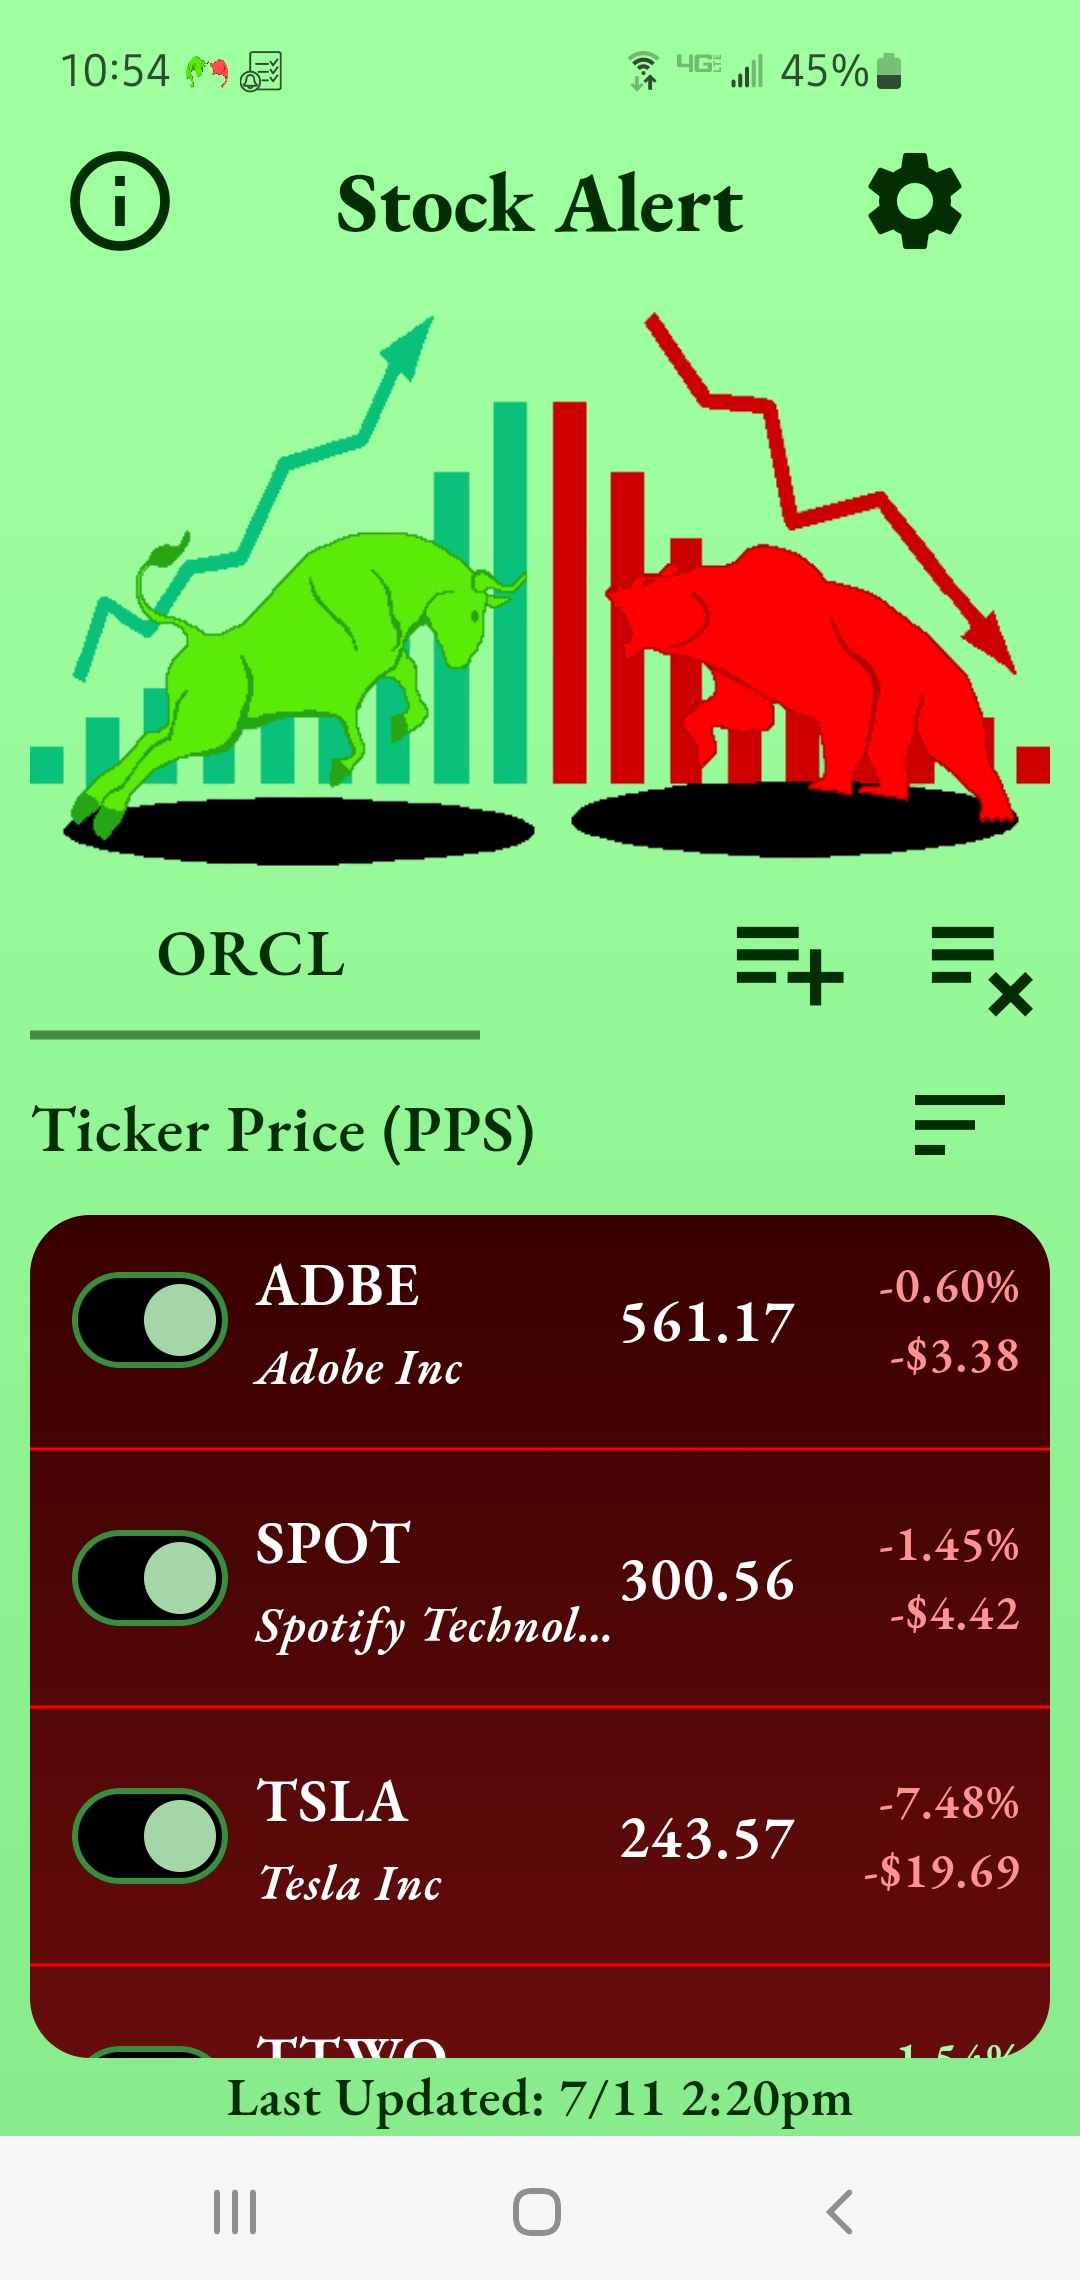 10:54 4G LTE 45%
Stock Alert
ORCL
Ticker Price (PPS)
ADBE
Adobe Inc
561.17
-0.60%
-$3.38
SPOT
Spotify Technol...
300.56
-1.45%
-$4.42
TSLA
Tesla Inc
243.57
-7.48%
-$19.69
TTWO
Last Updated: 7/11 2:20pm